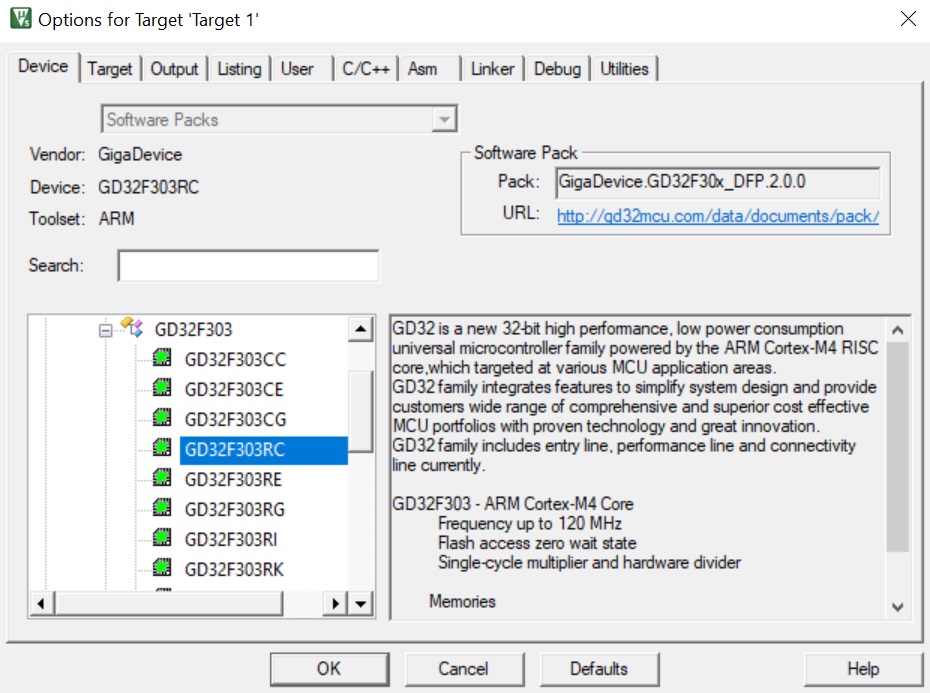 Options for Target 'Target 1'
Device Target Output Listing User C/C++ Asm Linker Debug Utilities
Software Packs
Vendor: GigaDevice
Device: GD32F303RC
Toolset: ARM
Software Pack
Pack: GigaDevice.GD32F30x_DFP.2.0.0
URL: http://gd32mcu.com/data/documents/pack/
Search:
GD32F303
GD32F303CC
GD32F303CE
GD32F303CG
GD32F303RC
GD32F303RE
GD32F303RG
GD32F303RI
GD32F303RK
GD32 is a new 32-bit high performance, low power consumption
universal microcontroller family powered by the ARM Cortex-M4 RISC
core,which targeted at various MCU application areas.
GD32 family integrates features to simplify system design and provide
customers wide range of comprehensive and superior cost effective
MCU portfolios with proven technology and great innovation.
GD32 family includes entry line, performance line and connectivity
line currently.
GD32F303 - ARM Cortex-M4 Core
Frequency up to 120 MHz
Flash access zero wait state
Single-cycle multiplier and hardware divider
Memories
OK Cancel Defaults Help